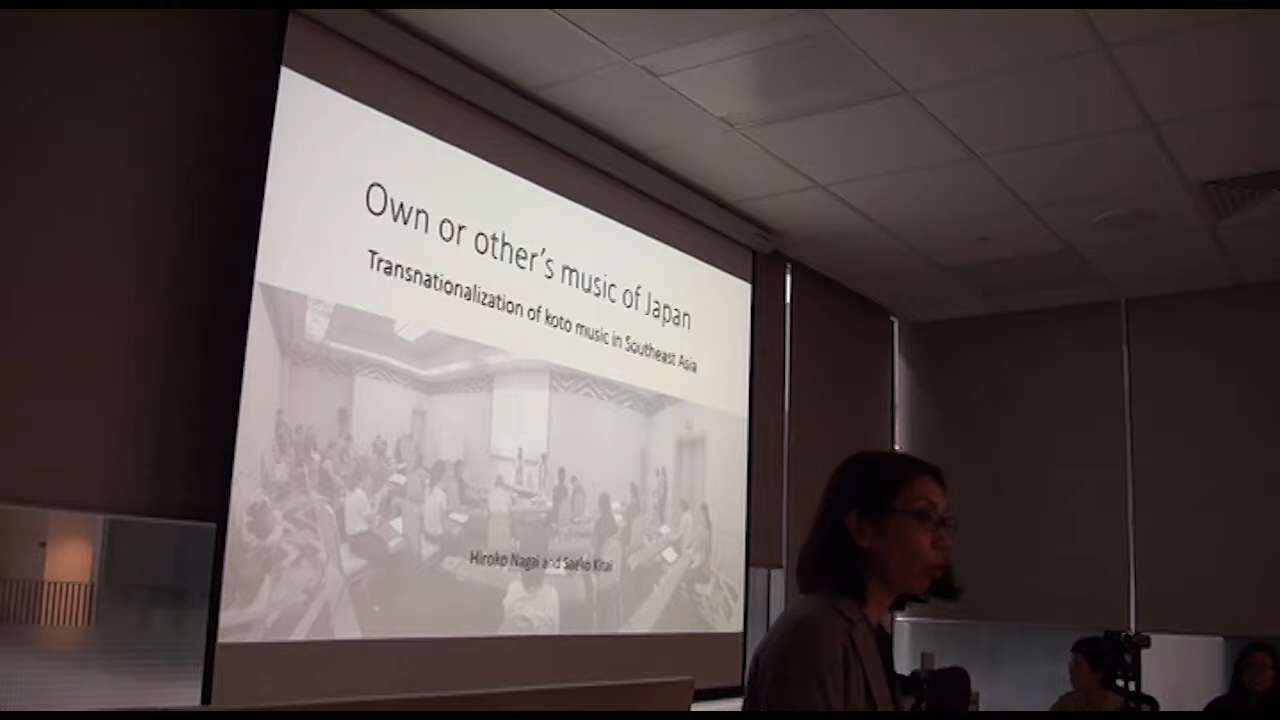 Own or other's music of Japan
Transnationalization of koto music in Southeast Asia
Hiroko Nagai and Saeko Kitai